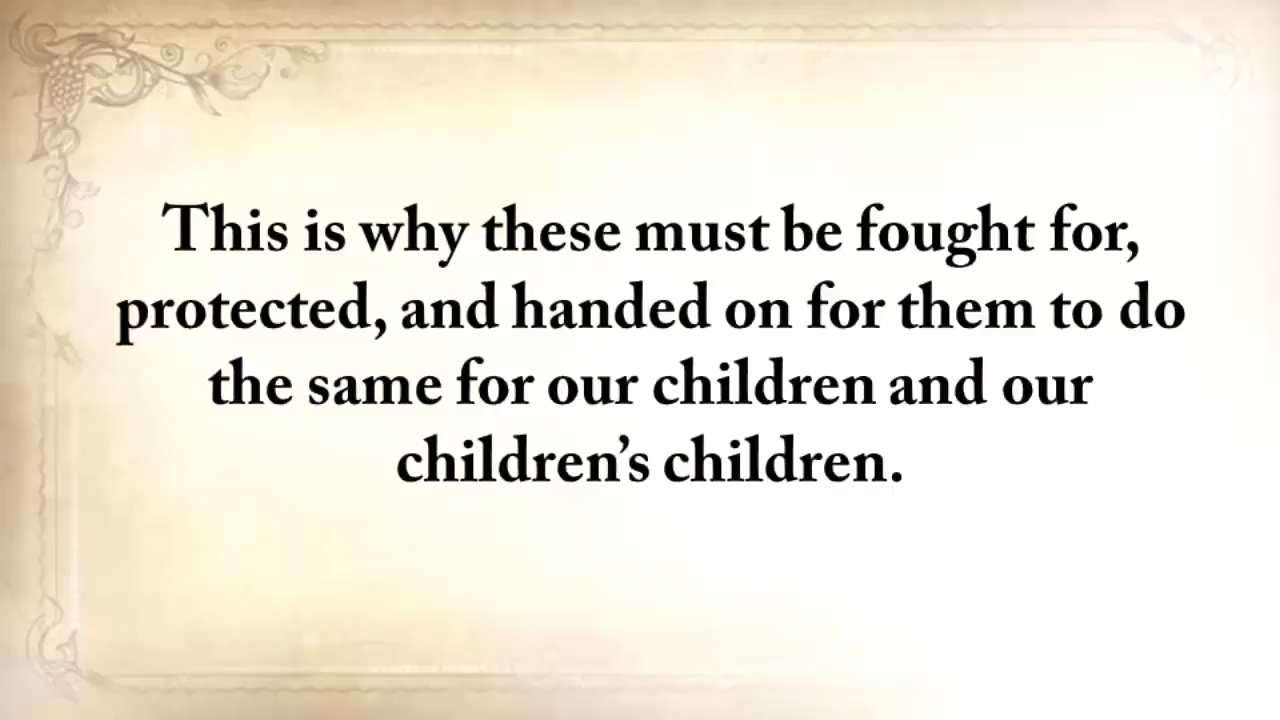 This is why these must be fought for,
protected, and handed on for them to do
the same for our children and our
children’s children.